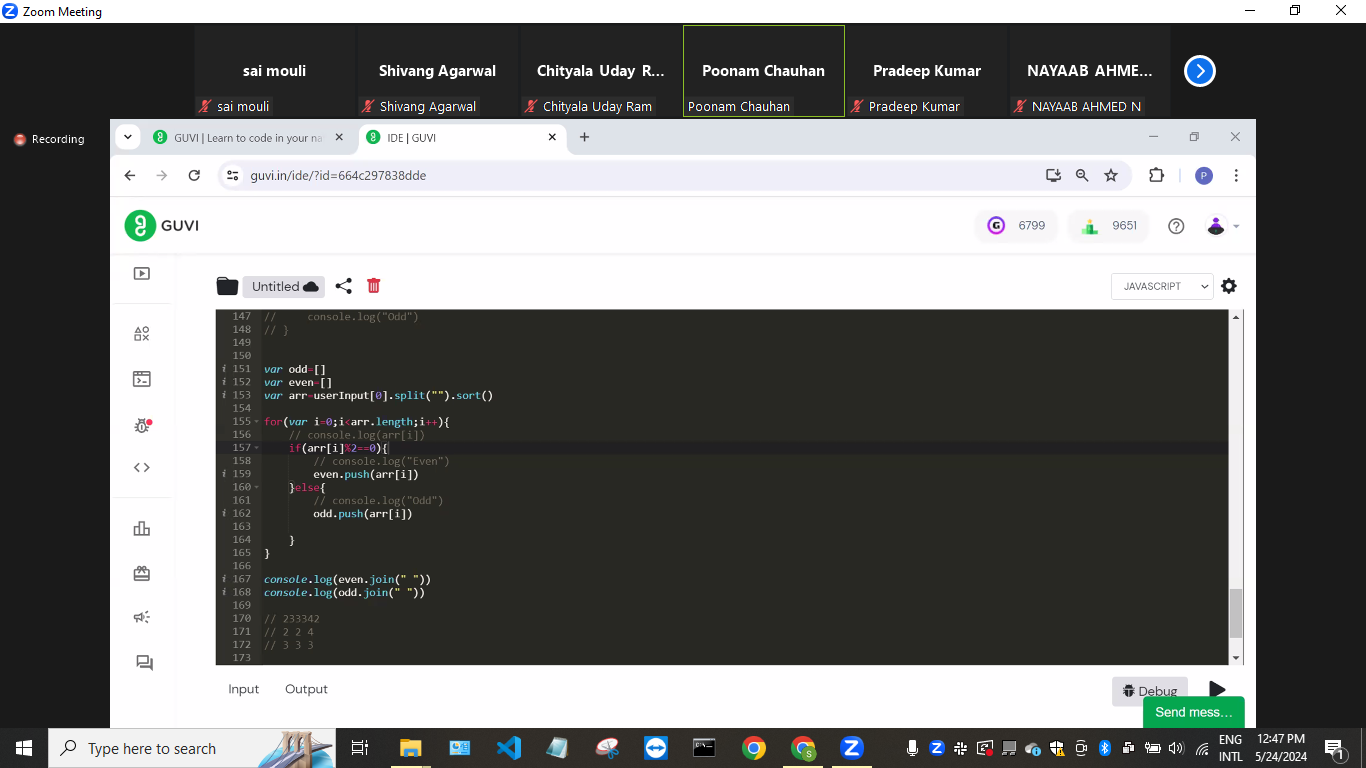 Zoom Meeting
sai mouli
Shivang Agarwal
Chityala Uday R...
Poonam Chauhan
Pradeep Kumar
NAYAAB AHME...
sai mouli
Shivang Agarwal
Chityala Uday Ram
Poonam Chauhan
Pradeep Kumar
NAYAAB AHMED N
Recording
GUVI | Learn to code in your na
IDE | GUVI
guvi.in/ide/?id=664c297838dde
P
GUVI
G 6799
9651
Untitled
JAVASCRIPT
147 //     console.log("Odd")
148 // }
149
150
151 var odd=[]
152 var even=[]
153 var arr=userInput[0].split("").sort()
154
155 for(var i=0;i<arr.length;i++){
156     // console.log(arr[i])
157     if(arr[i]%2==0){
158         // console.log("Even")
159         even.push(arr[i])
160     }else{
161         // console.log("Odd")
162         odd.push(arr[i])
163
164     }
165 }
166
167 console.log(even.join(" "))
168 console.log(odd.join(" "))
169
170 // 233342
171 // 2 2 4
172 // 3 3 3
173
Input
Output
Debug
Send mess...
Type here to search
ENG
INTL
12:47 PM
5/24/2024
1